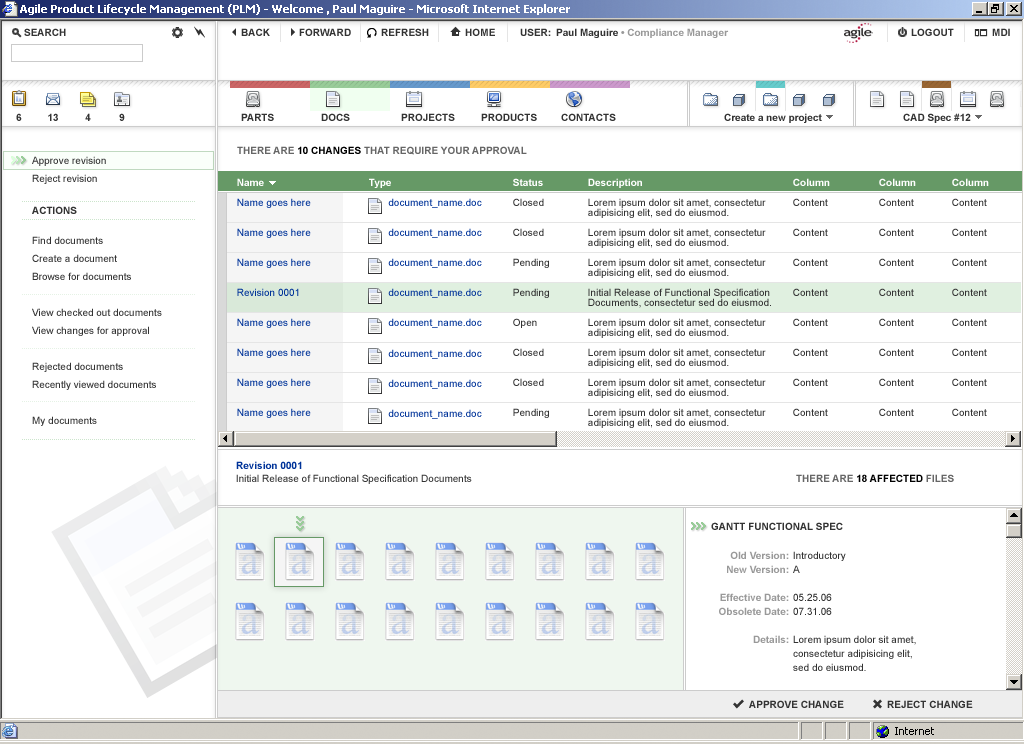 Agile Product Lifecycle Management (PLM) - Welcome , Paul Maguire - Microsoft Internet Explorer
SEARCH
BACK FORWARD REFRESH HOME USER: Paul Maguire • Compliance Manager agile LOGOUT MDI
6 13 4 9
PARTS DOCS PROJECTS PRODUCTS CONTACTS Create a new project CAD Spec #12
Approve revision
Reject revision
ACTIONS
Find documents
Create a document
Browse for documents
View checked out documents
View changes for approval
Rejected documents
Recently viewed documents
My documents
THERE ARE 10 CHANGES THAT REQUIRE YOUR APPROVAL
Name Type Status Description Column Column Column
Name goes here document_name.doc Closed Lorem ipsum dolor sit amet, consectetur Content Content Content
adipisicing elit, sed do eiusmod.
Name goes here document_name.doc Closed Lorem ipsum dolor sit amet, consectetur Content Content Content
adipisicing elit, sed do eiusmod.
Name goes here document_name.doc Pending Lorem ipsum dolor sit amet, consectetur Content Content Content
adipisicing elit, sed do eiusmod.
Revision 0001 document_name.doc Pending Initial Release of Functional Specification Content Content Content
Documents, consectetur sed do eiusmod.
Name goes here document_name.doc Open Lorem ipsum dolor sit amet, consectetur Content Content Content
adipisicing elit, sed do eiusmod.
Name goes here document_name.doc Closed Lorem ipsum dolor sit amet, consectetur Content Content Content
adipisicing elit, sed do eiusmod.
Name goes here document_name.doc Closed Lorem ipsum dolor sit amet, consectetur Content Content Content
adipisicing elit, sed do eiusmod.
Name goes here document_name.doc Pending Lorem ipsum dolor sit amet, consectetur Content Content Content
adipisicing elit, sed do eiusmod.
Revision 0001
Initial Release of Functional Specification Documents
THERE ARE 18 AFFECTED FILES
a a a a a a a a a
a a a a a a a a a
GANTT FUNCTIONAL SPEC
Old Version: Introductory
New Version: A
Effective Date: 05.25.06
Obsolete Date: 07.31.06
Details: Lorem ipsum dolor sit amet,
consectetur adipisicing elit,
sed do eiusmod.
APPROVE CHANGE REJECT CHANGE
Internet